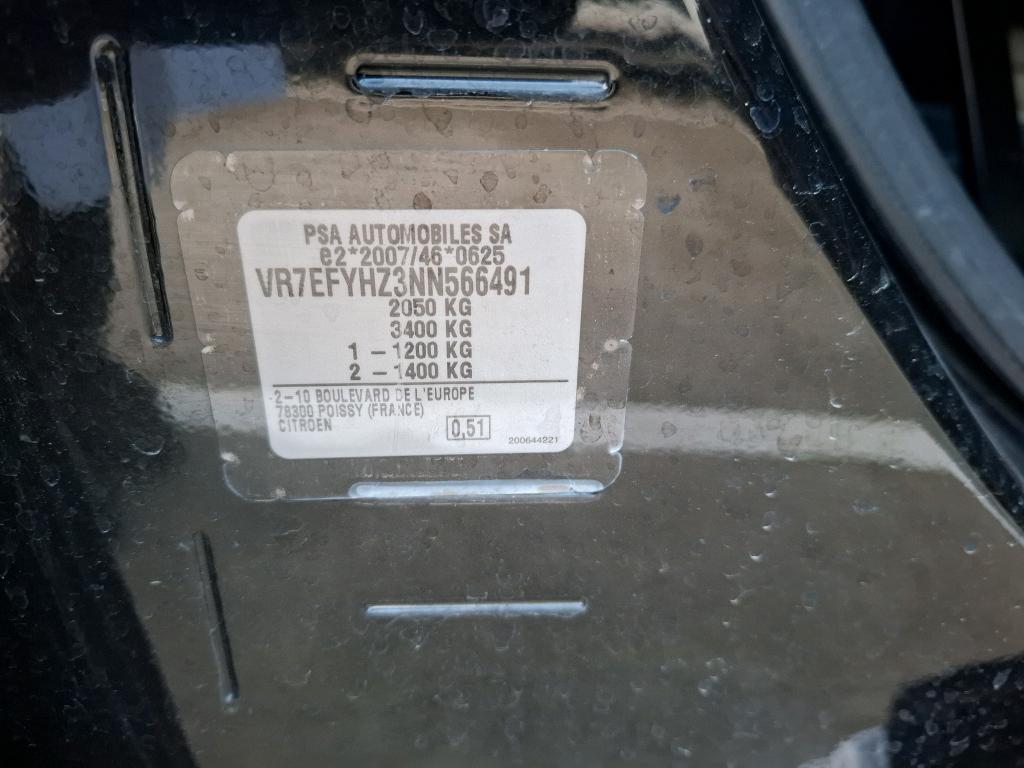 PSA AUTOMOBILES SA
e2*2007/46*0625
VR7EFYHZ3NN566491
2050 KG
3400 KG
1 - 1200 KG
2 - 1400 KG
2-10 BOULEVARD DE L'EUROPE
78300 POISSY (FRANCE)
CITROEN
0,51
200644221